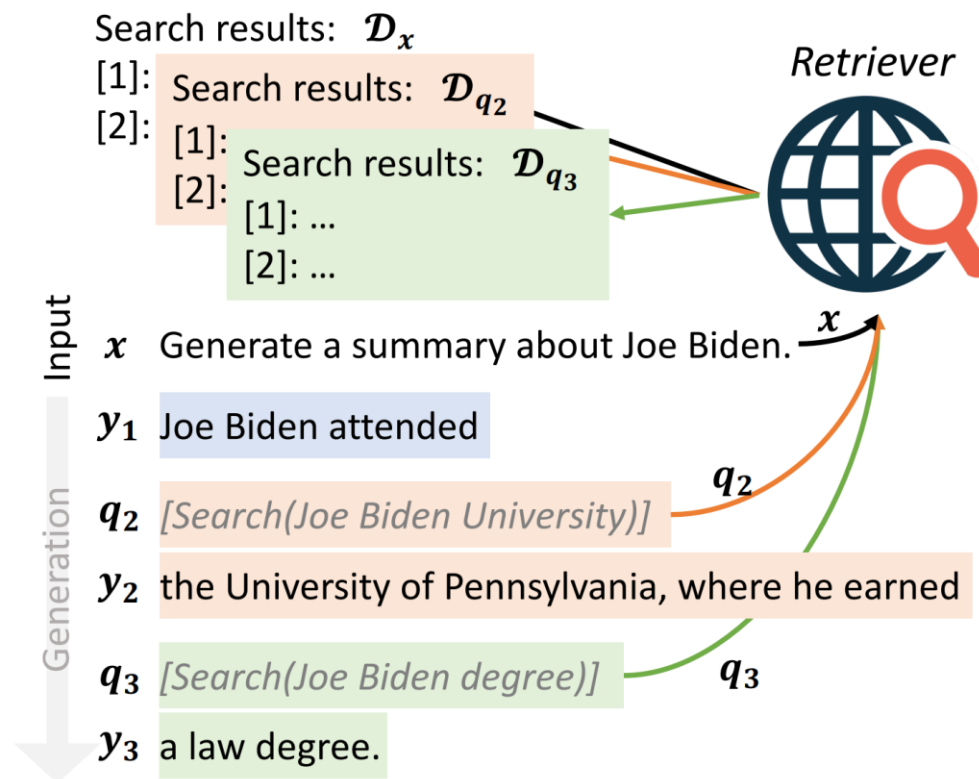 Search results: 𝒟x
[1]:
[2]:
Search results: 𝒟q2
[1]:
[2]:
Search results: 𝒟q3
[1]: ...
[2]: ...
Retriever
Input
x Generate a summary about Joe Biden.
x
y1 Joe Biden attended
q2
Generation
q2 [Search(Joe Biden University)]
y2 the University of Pennsylvania, where he earned
q3 [Search(Joe Biden degree)]
q3
y3 a law degree.